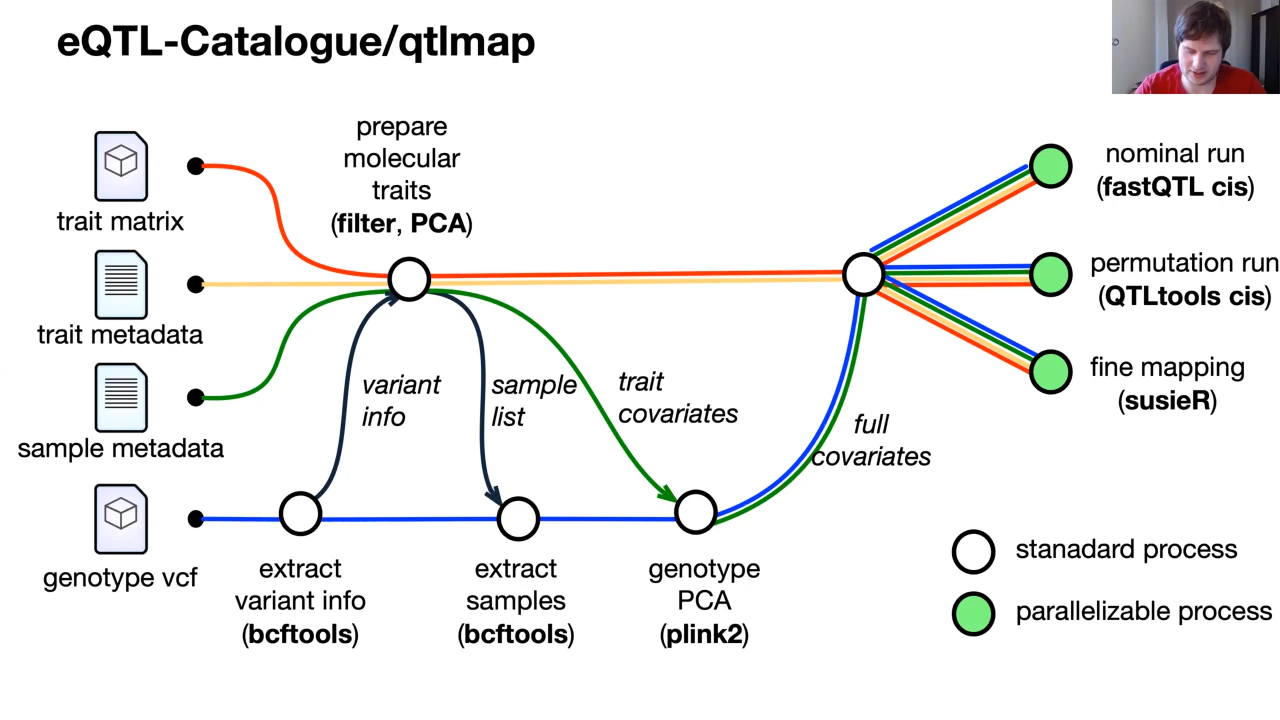 eQTL-Catalogue/qtlmap
trait matrix
trait metadata
sample metadata
genotype vcf
prepare
molecular
traits
(filter, PCA)
variant
info
sample
list
trait
covariates
full
covariates
extract
variant info
(bcftools)
extract
samples
(bcftools)
genotype
PCA
(plink2)
nominal run
(fastQTL cis)
permutation run
(QTLtools cis)
fine mapping
(susieR)
stanadard process
parallelizable process